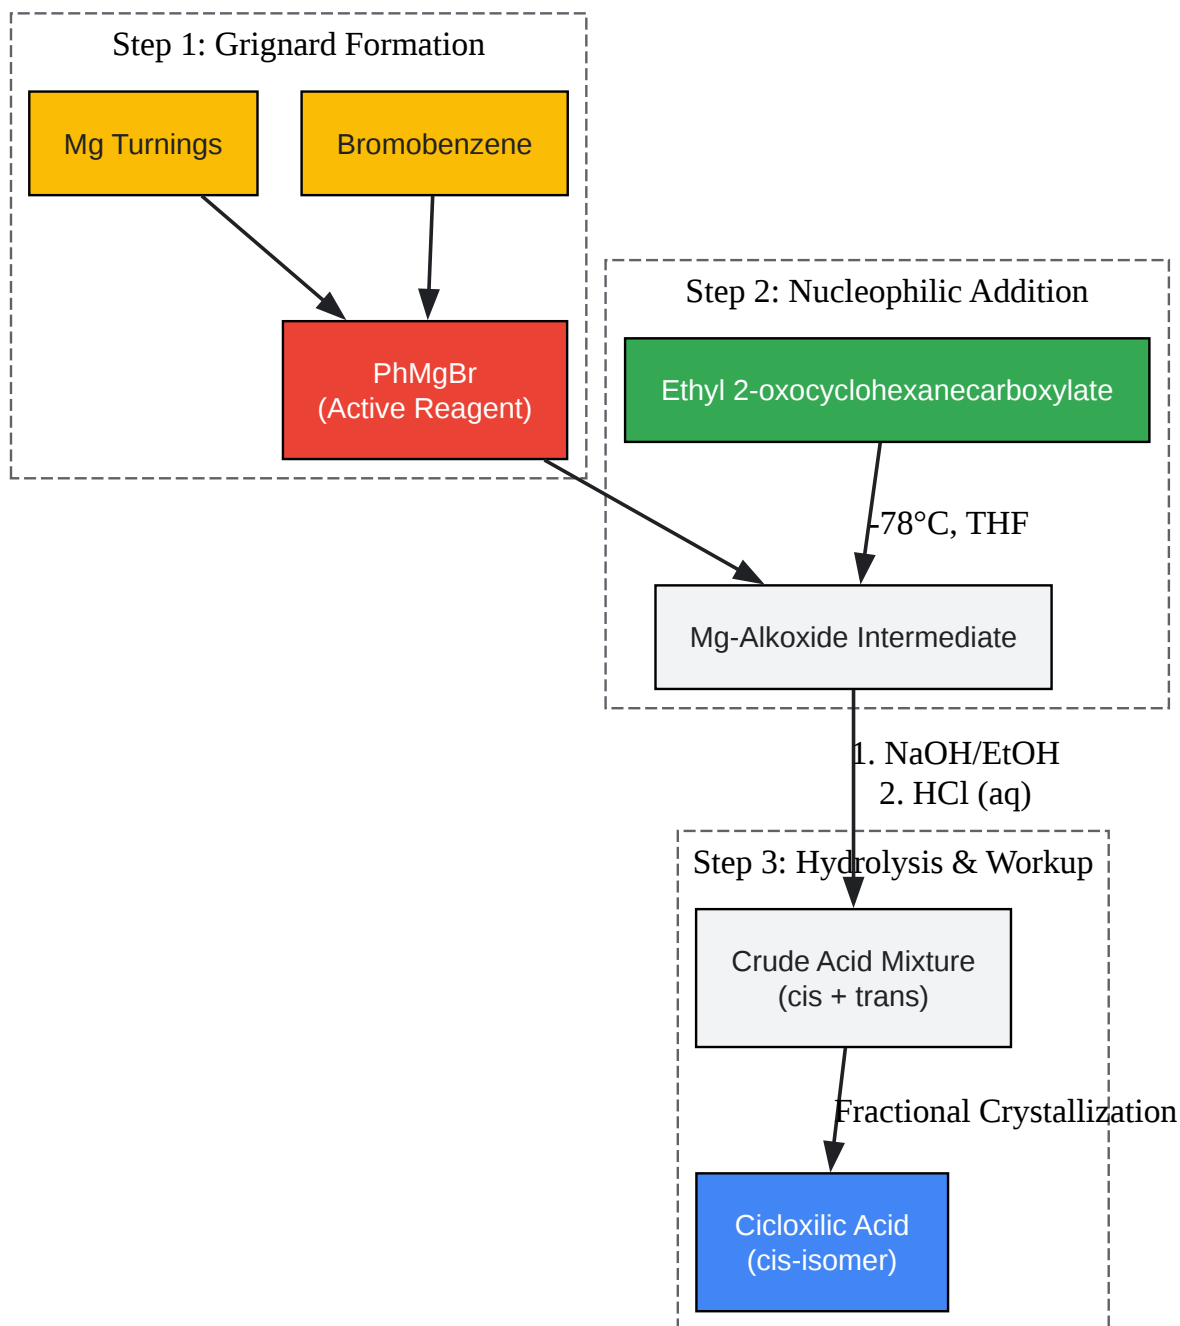 Step 1: Grignard Formation
Mg Turnings
Bromobenzene
PhMgBr
(Active Reagent)
Step 2: Nucleophilic Addition
Ethyl 2-oxocyclohexanecarboxylate
-78°C, THF
Mg-Alkoxide Intermediate
1. NaOH/EtOH
2. HCl (aq)
Step 3: Hydrolysis & Workup
Crude Acid Mixture
(cis + trans)
Fractional Crystallization
Cicloxilic Acid
(cis-isomer)